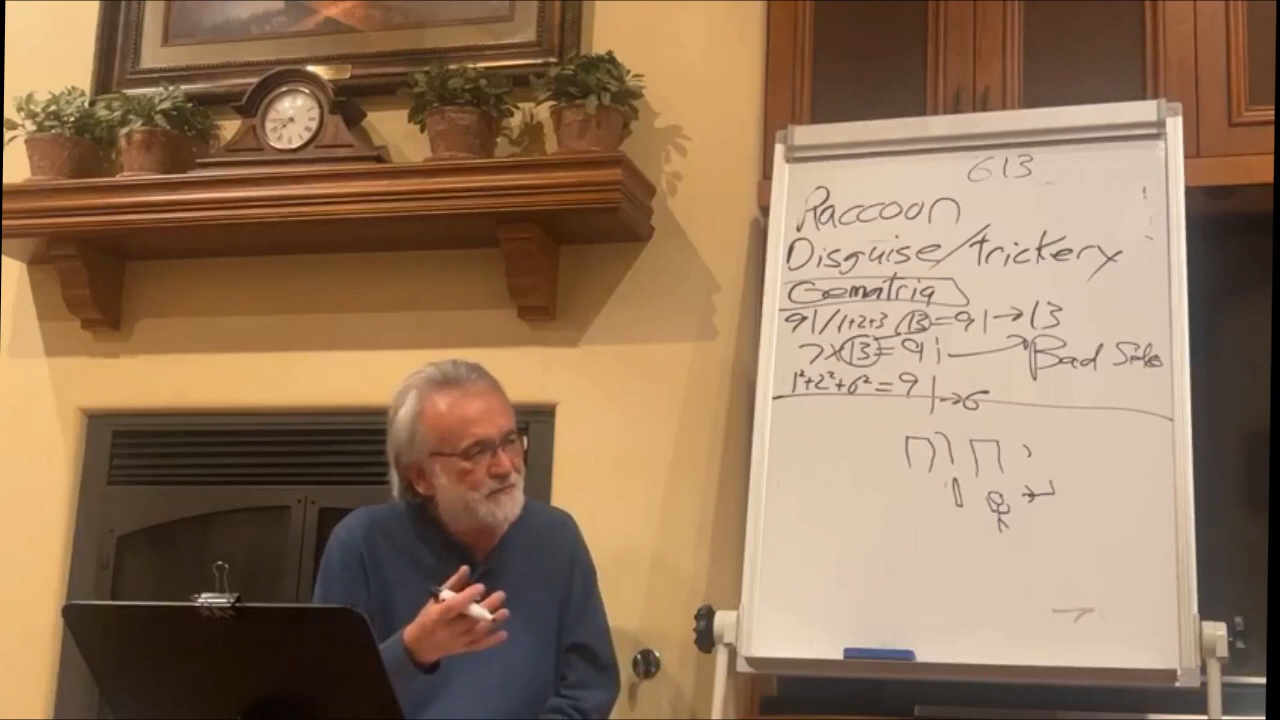 613
Raccoon
Disguise/trickery
Gematria
91/1+2+3 13=91→13
7×13=91→Bad Side
1²+2²+6²=91→6
יהוה